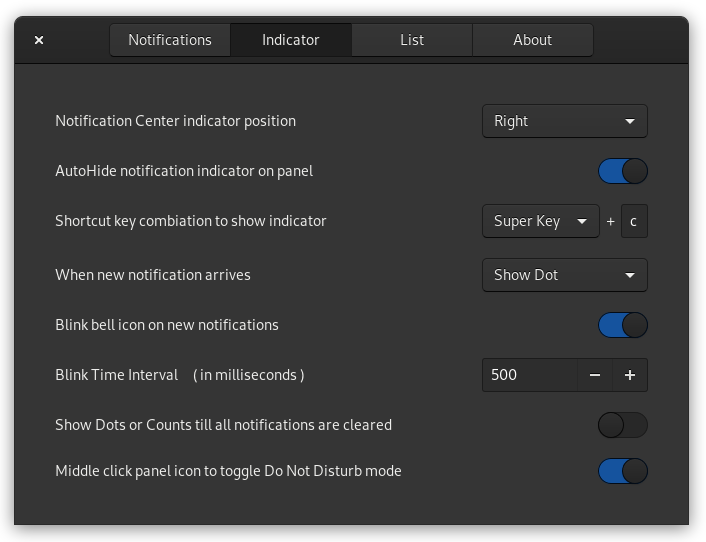 Notifications Indicator List About
Notification Center indicator position Right
AutoHide notification indicator on panel
Shortcut key combiation to show indicator Super Key + c
When new notification arrives Show Dot
Blink bell icon on new notifications
Blink Time Interval ( in milliseconds ) 500 − +
Show Dots or Counts till all notifications are cleared
Middle click panel icon to toggle Do Not Disturb mode